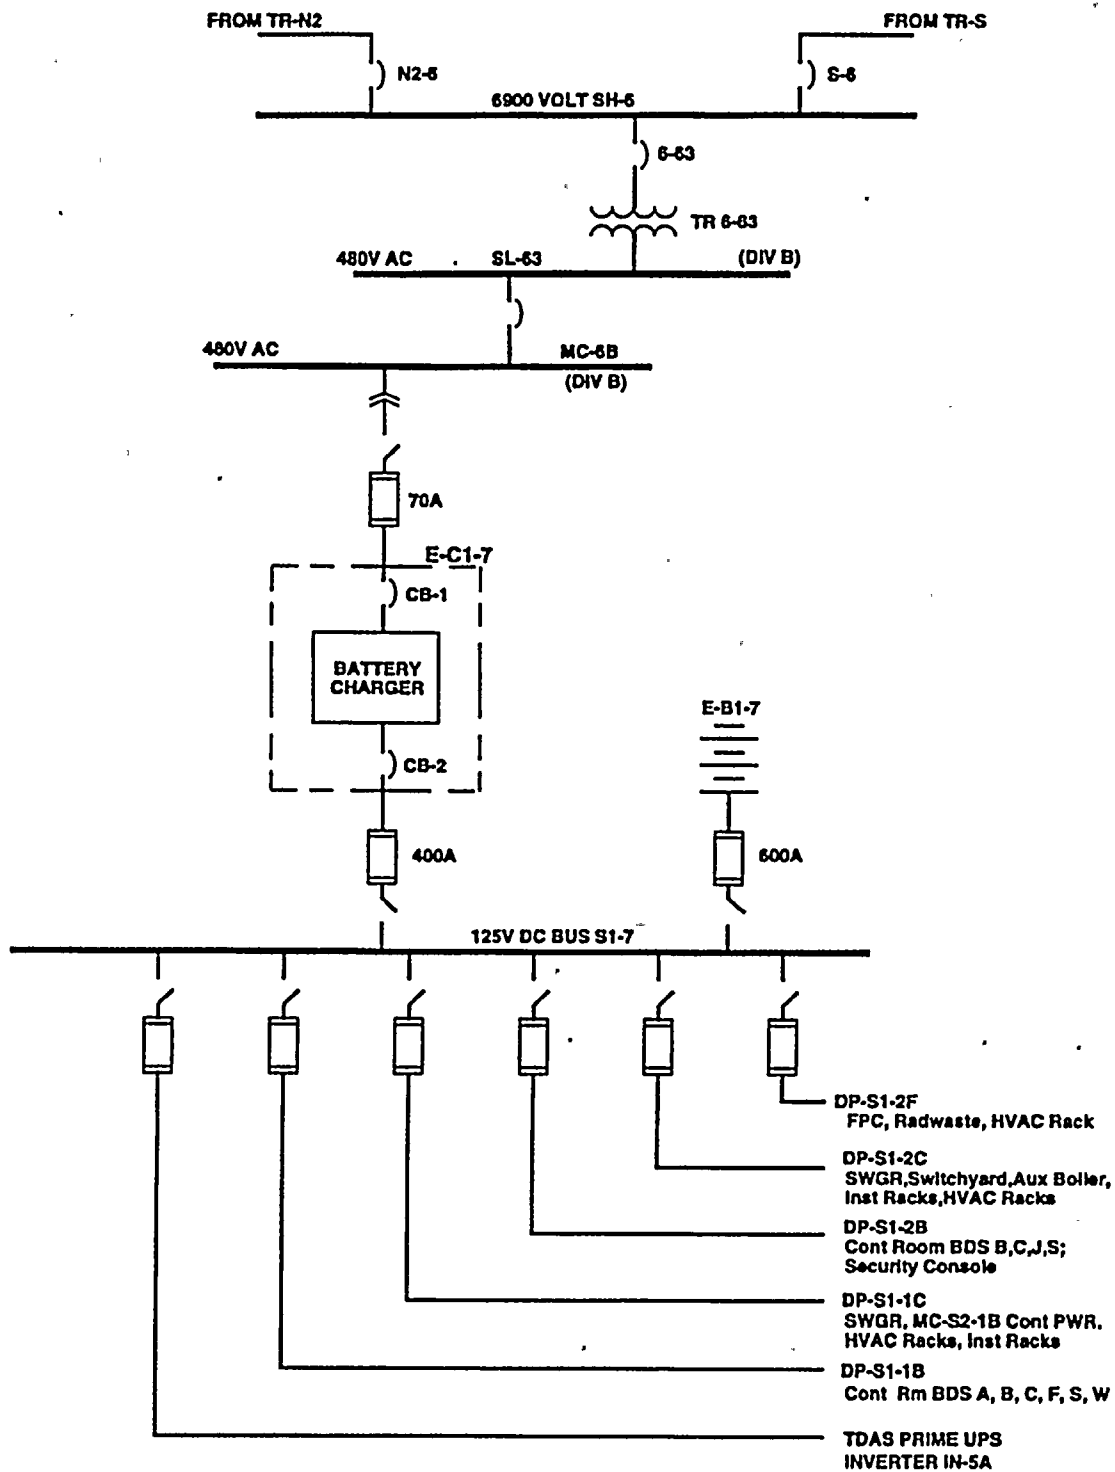 FROM TR-N2
FROM TR-S
N2-6
S-6
6900 VOLT SH-6
6-63
TR 6-63
480V AC
SL-63
(DIV B)
480V AC
MC-6B
(DIV B)
70A
E-C1-7
CB-1
BATTERY
CHARGER
E-B1-7
CB-2
400A
600A
125V DC BUS S1-7
DP-S1-2F
FPC, Radwaste, HVAC Rack
DP-S1-2C
SWGR,Switchyard,Aux Boiler,
Inst Racks,HVAC Racks
DP-S1-2B
Cont Room BDS B,C,J,S;
Security Console
DP-S1-1C
SWGR, MC-S2-1B Cont PWR.
HVAC Racks, Inst Racks
DP-S1-1B
Cont Rm BDS A, B, C, F, S, W
TDAS PRIME UPS
INVERTER IN-5A